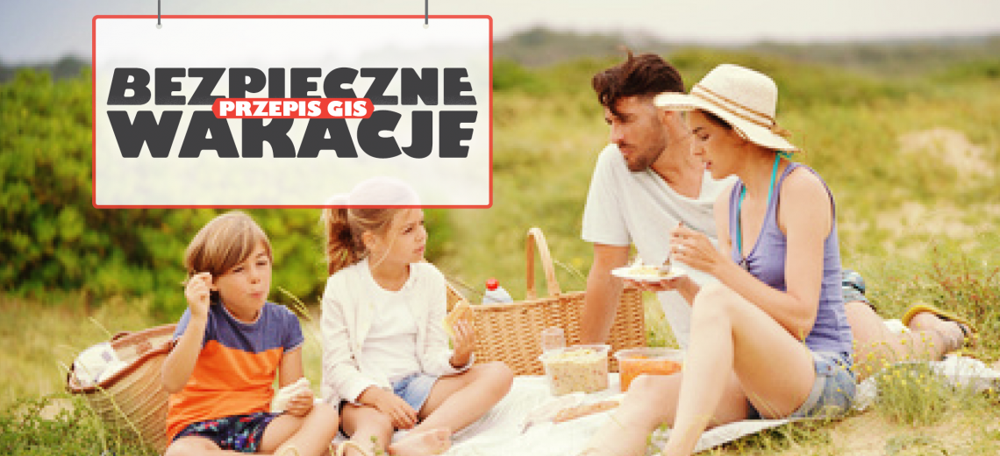 BEZPIECZNE
PRZEPIS GIS
WAKACJE